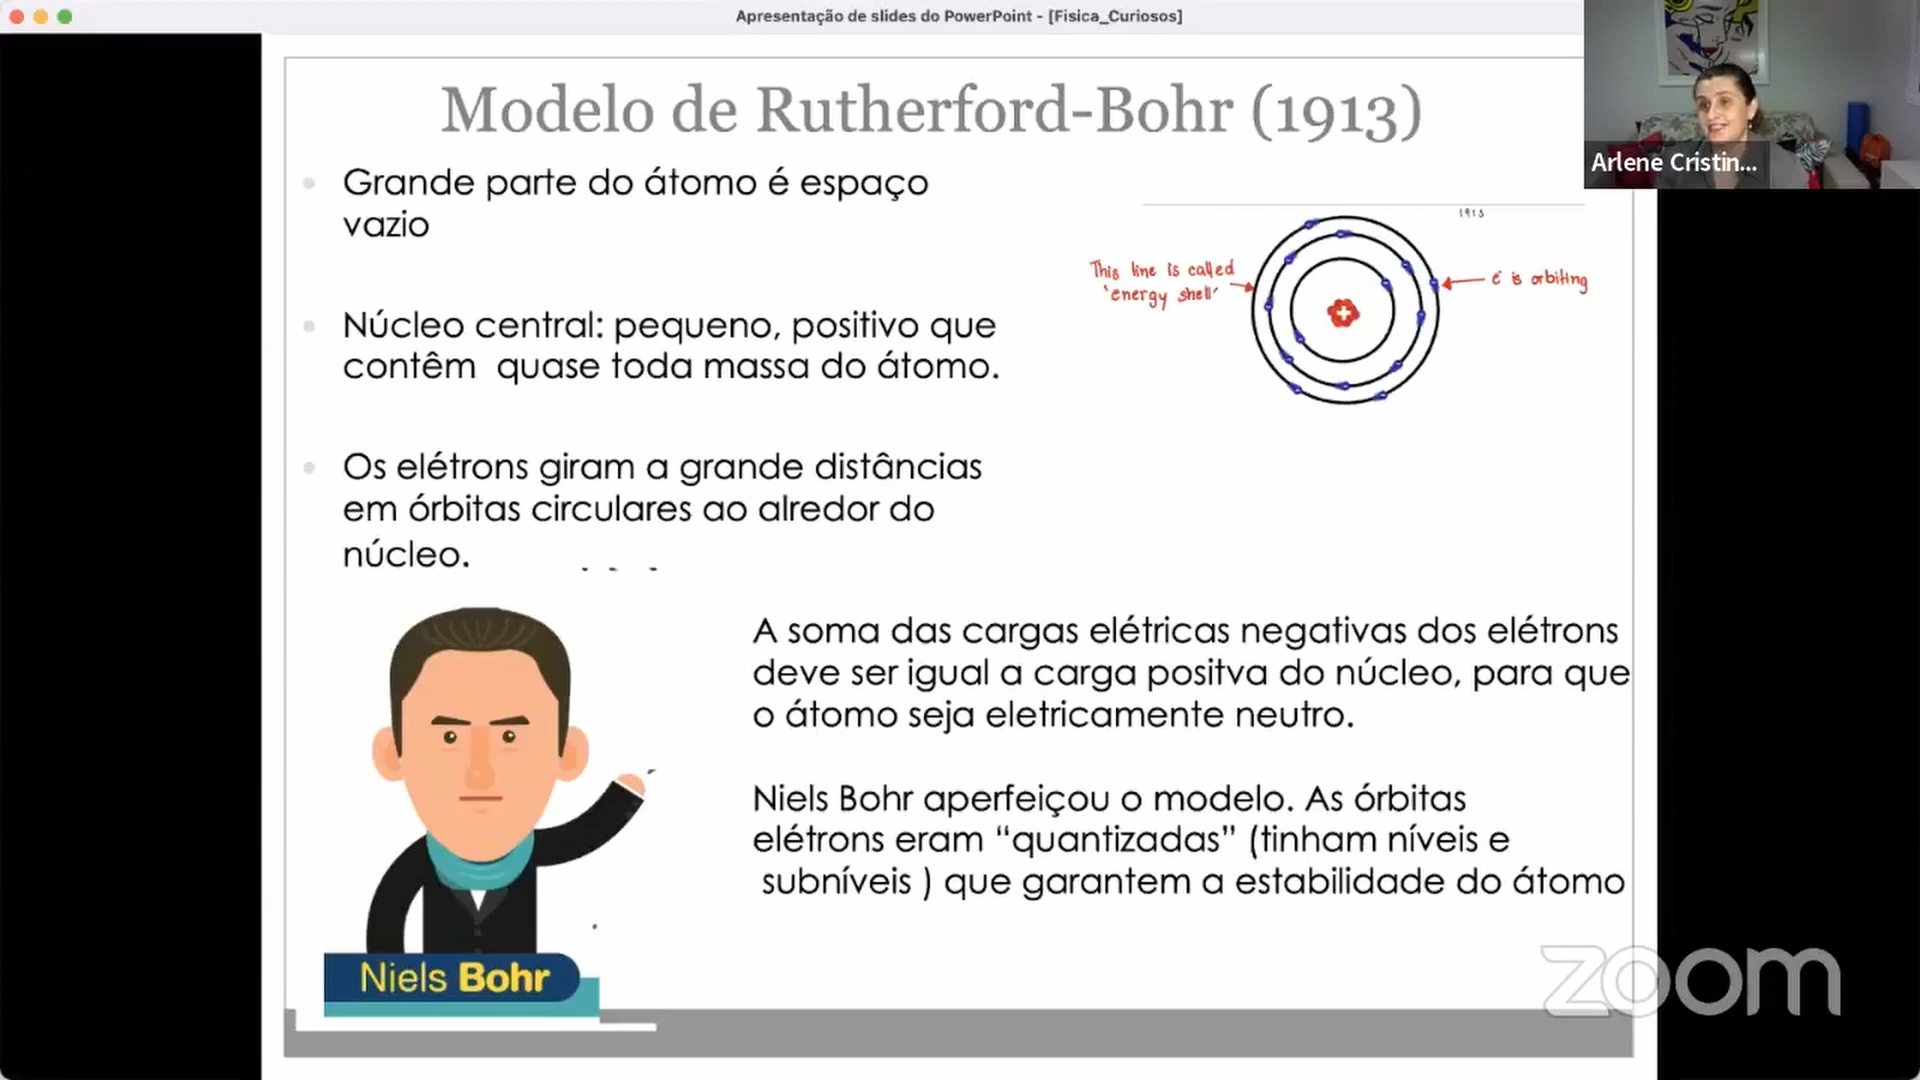 Apresentação de slides do PowerPoint - [Fisica_Curiosos]
Arlene Cristin...
Modelo de Rutherford-Bohr (1913)
Grande parte do átomo é espaço
vazio
Núcleo central: pequeno, positivo que
contêm  quase toda massa do átomo.
Os elétrons giram a grande distâncias
em órbitas circulares ao alredor do
núcleo.
1913
This line is called
'energy shell'
+
e⁻ is orbiting
A soma das cargas elétricas negativas dos elétrons
deve ser igual a carga positva do núcleo, para que
o átomo seja eletricamente neutro.
Niels Bohr aperfeiçou o modelo. As órbitas
elétrons eram “quantizadas” (tinham níveis e
subníveis ) que garantem a estabilidade do átomo
Niels Bohr
zoom